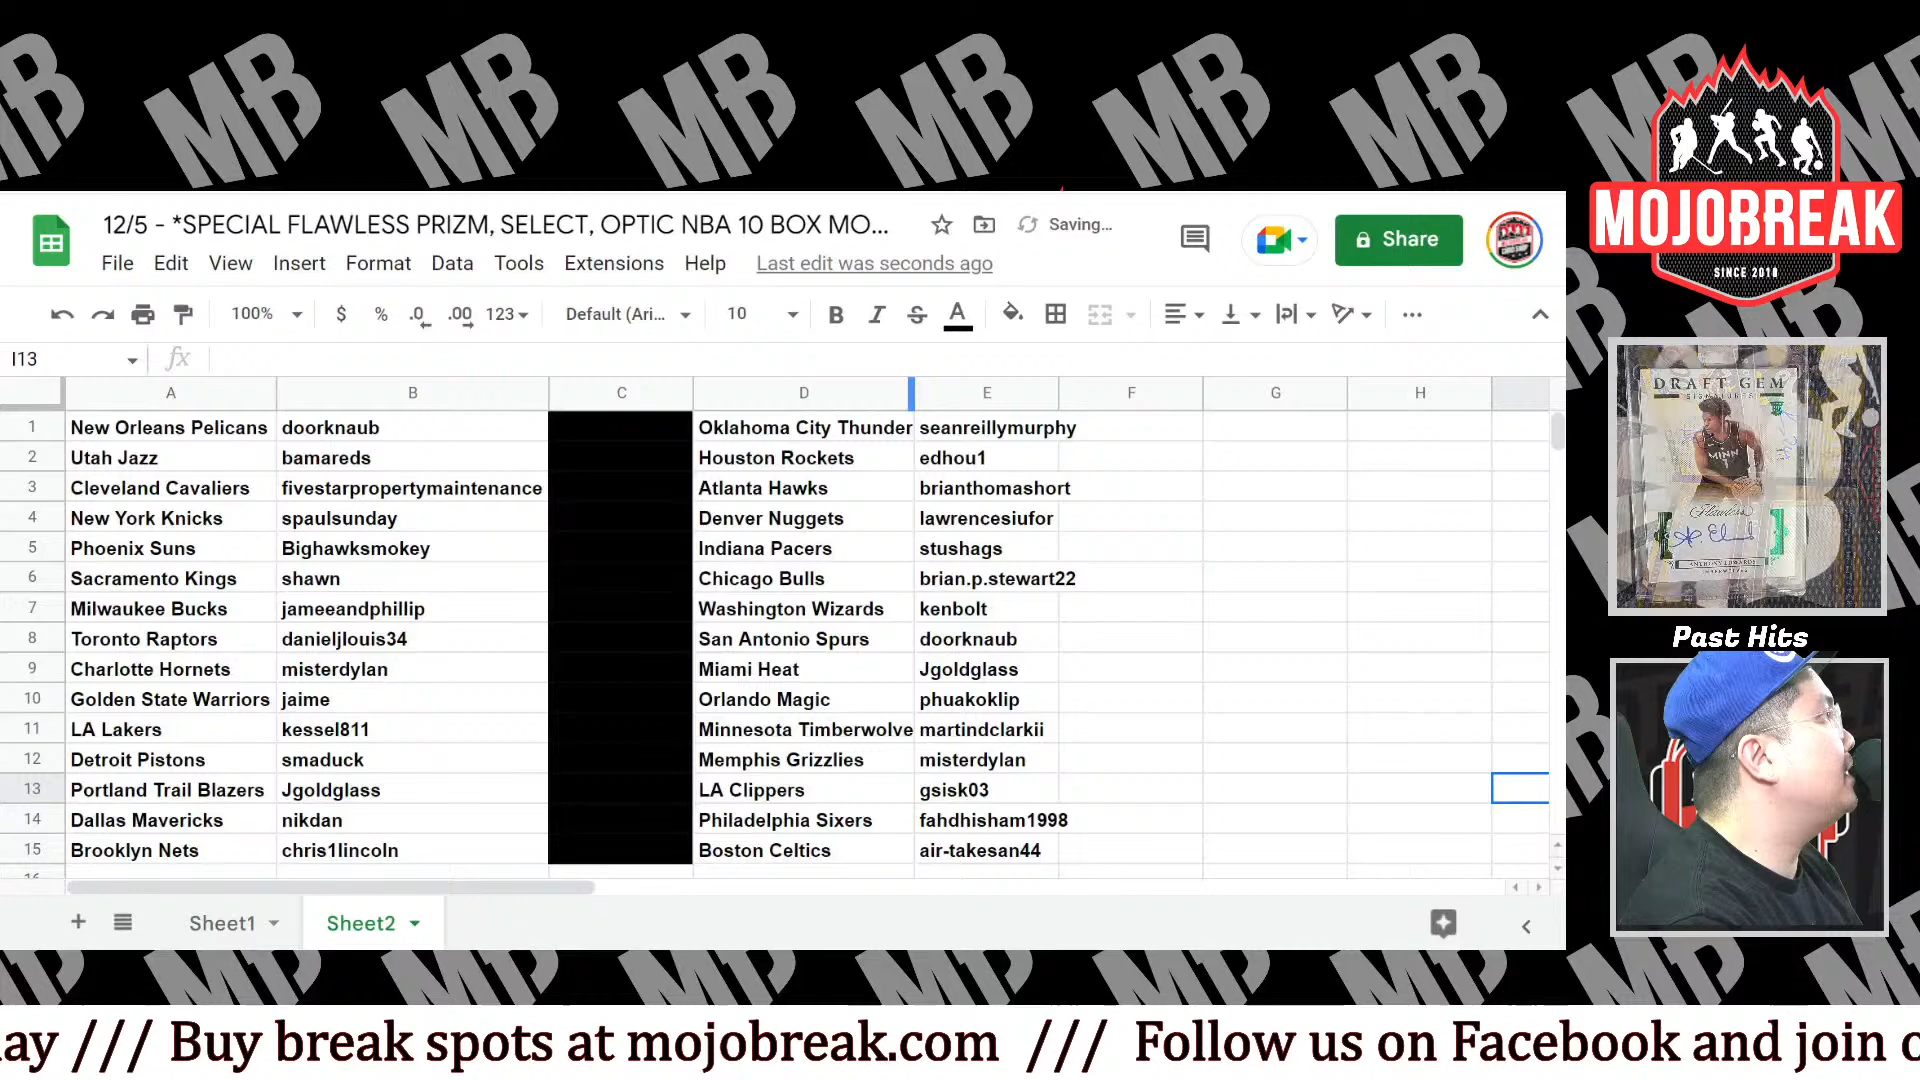 12/5 - *SPECIAL FLAWLESS PRIZM, SELECT, OPTIC NBA 10 BOX MO...
Saving...
Share
File Edit View Insert Format Data Tools Extensions Help Last edit was seconds ago
100% $ % .0 .00 123 Default (Ari... 10 B I S A
I13 fx
A B C D E F G H
1 New Orleans Pelicans doorknaub Oklahoma City Thunder seanreillymurphy
2 Utah Jazz bamareds Houston Rockets edhou1
3 Cleveland Cavaliers fivestarpropertymaintenance Atlanta Hawks brianthomashort
4 New York Knicks spaulsunday Denver Nuggets lawrencesiufor
5 Phoenix Suns Bighawksmokey Indiana Pacers stushags
6 Sacramento Kings shawn Chicago Bulls brian.p.stewart22
7 Milwaukee Bucks jameeandphillip Washington Wizards kenbolt
8 Toronto Raptors danieljlouis34 San Antonio Spurs doorknaub
9 Charlotte Hornets misterdylan Miami Heat Jgoldglass
10 Golden State Warriors jaime Orlando Magic phuakoklip
11 LA Lakers kessel811 Minnesota Timberwolve martindclarkii
12 Detroit Pistons smaduck Memphis Grizzlies misterdylan
13 Portland Trail Blazers Jgoldglass LA Clippers gsisk03
14 Dallas Mavericks nikdan Philadelphia Sixers fahdhisham1998
15 Brooklyn Nets chris1lincoln Boston Celtics air-takesan44
Sheet1 Sheet2
MOJOBREAK
SINCE 2010
DRAFT GEM
SIGNATURES
MINN
1
Flawless
ANTHONY EDWARDS
Past Hits
ay /// Buy break spots at mojobreak.com /// Follow us on Facebook and join o